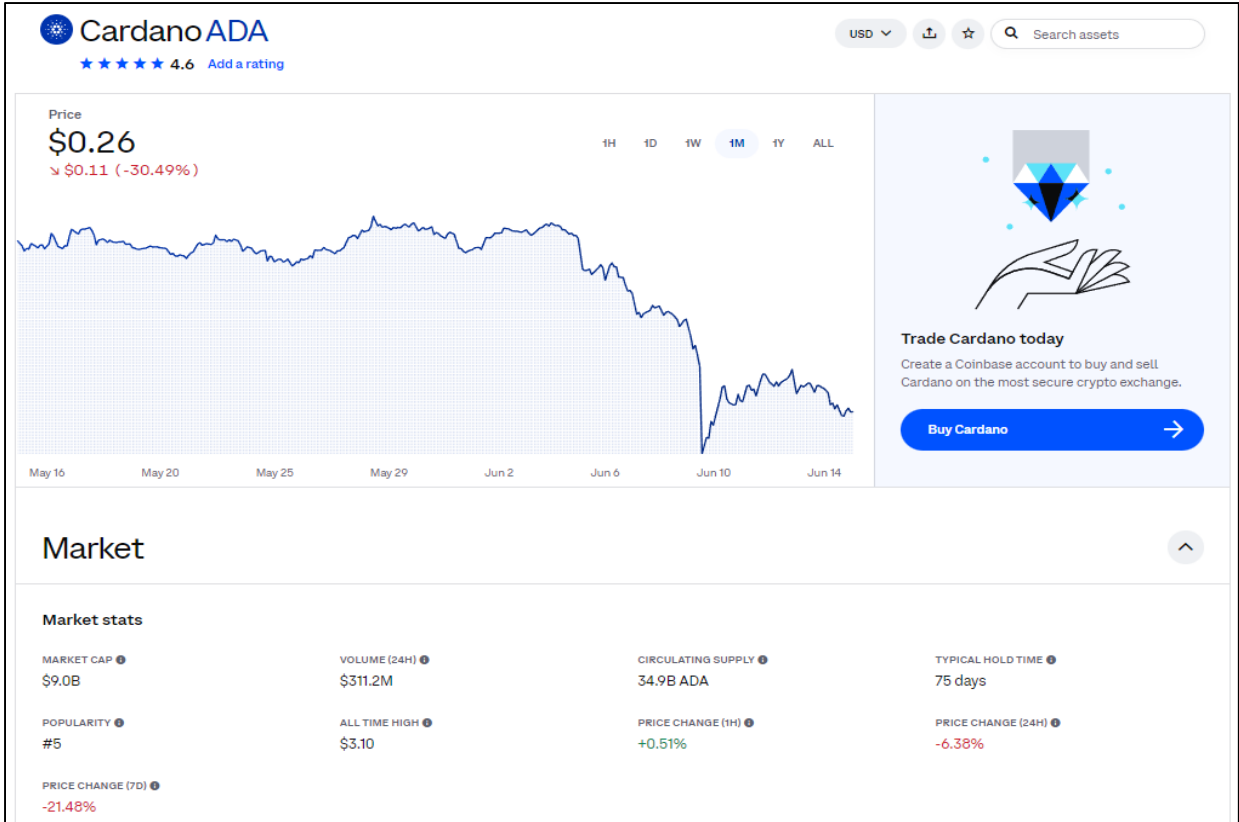 Cardano ADA
USD
Search assets
4.6 Add a rating
Price
$0.26
↘ $0.11 (-30.49%)
1H 1D 1W 1M 1Y ALL
May 16 May 20 May 25 May 29 Jun 2 Jun 6 Jun 10 Jun 14
Trade Cardano today
Create a Coinbase account to buy and sell
Cardano on the most secure crypto exchange.
Buy Cardano
Market
Market stats
MARKET CAP
$9.0B
VOLUME (24H)
$311.2M
CIRCULATING SUPPLY
34.9B ADA
TYPICAL HOLD TIME
75 days
POPULARITY
#5
ALL TIME HIGH
$3.10
PRICE CHANGE (1H)
+0.51%
PRICE CHANGE (24H)
-6.38%
PRICE CHANGE (7D)
-21.48%